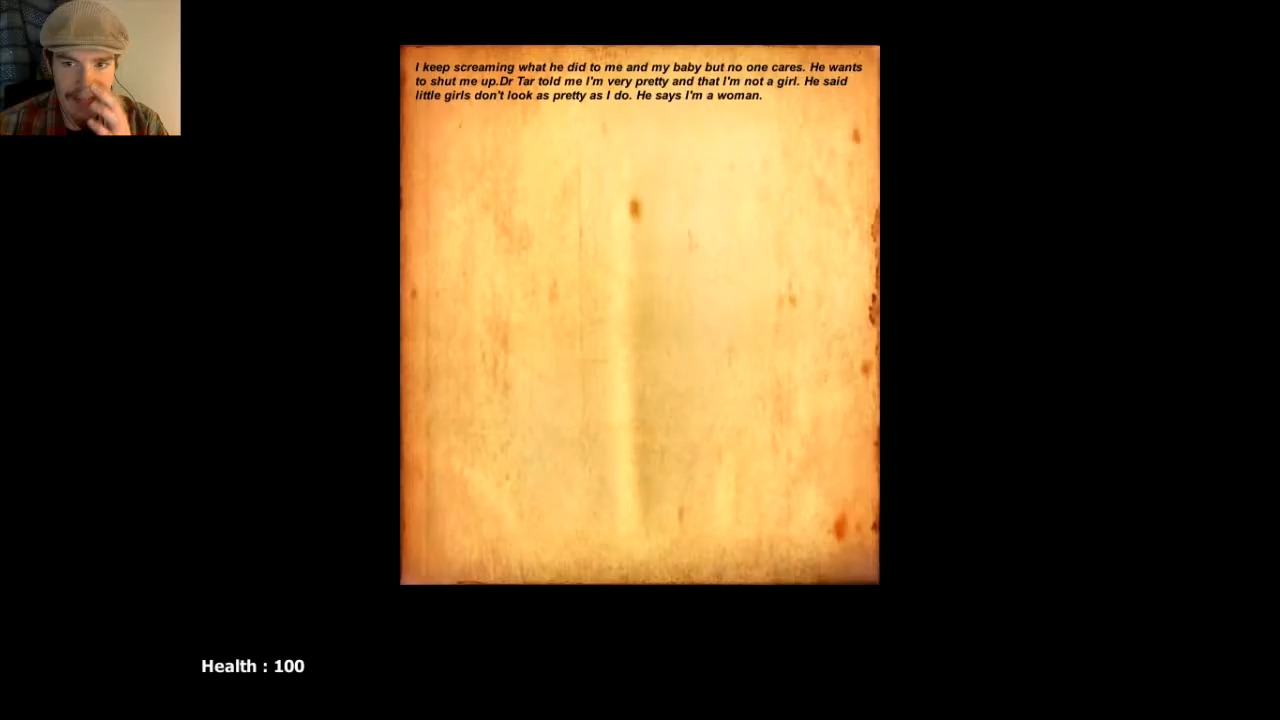 I keep screaming what he did to me and my baby but no one cares. He wants
to shut me up.Dr Tar told me I'm very pretty and that I'm not a girl. He said
little girls don't look as pretty as I do. He says I'm a woman.
Health : 100